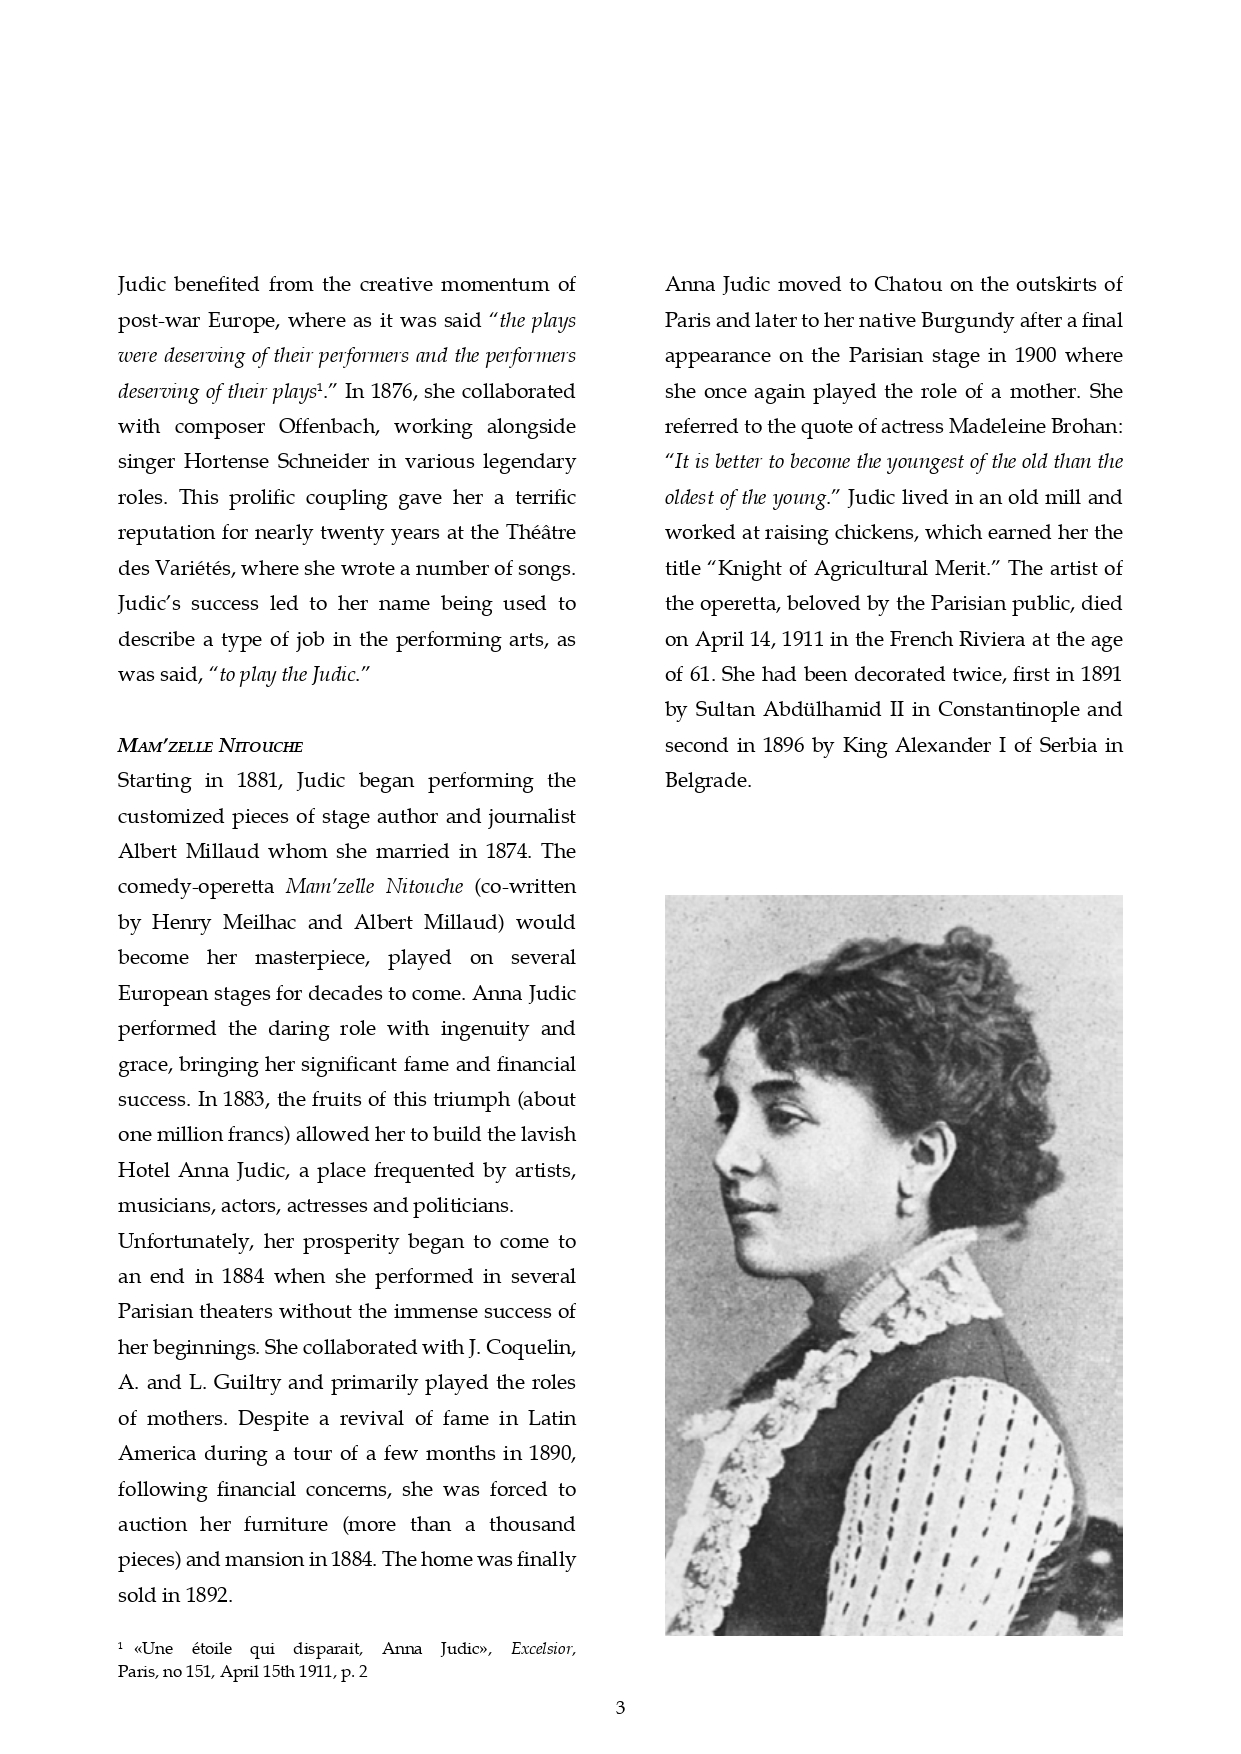 Judic benefited from the creative momentum of
post-war Europe, where as it was said “the plays
were deserving of their performers and the performers
deserving of their plays¹.” In 1876, she collaborated
with composer Offenbach, working alongside
singer Hortense Schneider in various legendary
roles. This prolific coupling gave her a terrific
reputation for nearly twenty years at the Théâtre
des Variétés, where she wrote a number of songs.
Judic’s success led to her name being used to
describe a type of job in the performing arts, as
was said, “to play the Judic.”
MAM’ZELLE NITOUCHE
Starting in 1881, Judic began performing the
customized pieces of stage author and journalist
Albert Millaud whom she married in 1874. The
comedy-operetta Mam’zelle Nitouche (co-written
by Henry Meilhac and Albert Millaud) would
become her masterpiece, played on several
European stages for decades to come. Anna Judic
performed the daring role with ingenuity and
grace, bringing her significant fame and financial
success. In 1883, the fruits of this triumph (about
one million francs) allowed her to build the lavish
Hotel Anna Judic, a place frequented by artists,
musicians, actors, actresses and politicians.
Unfortunately, her prosperity began to come to
an end in 1884 when she performed in several
Parisian theaters without the immense success of
her beginnings. She collaborated with J. Coquelin,
A. and L. Guiltry and primarily played the roles
of mothers. Despite a revival of fame in Latin
America during a tour of a few months in 1890,
following financial concerns, she was forced to
auction her furniture (more than a thousand
pieces) and mansion in 1884. The home was finally
sold in 1892.
¹ «Une étoile qui disparait, Anna Judic», Excelsior,
Paris, no 151, April 15th 1911, p. 2
Anna Judic moved to Chatou on the outskirts of
Paris and later to her native Burgundy after a final
appearance on the Parisian stage in 1900 where
she once again played the role of a mother. She
referred to the quote of actress Madeleine Brohan:
“It is better to become the youngest of the old than the
oldest of the young.” Judic lived in an old mill and
worked at raising chickens, which earned her the
title “Knight of Agricultural Merit.” The artist of
the operetta, beloved by the Parisian public, died
on April 14, 1911 in the French Riviera at the age
of 61. She had been decorated twice, first in 1891
by Sultan Abdülhamid II in Constantinople and
second in 1896 by King Alexander I of Serbia in
Belgrade.
3